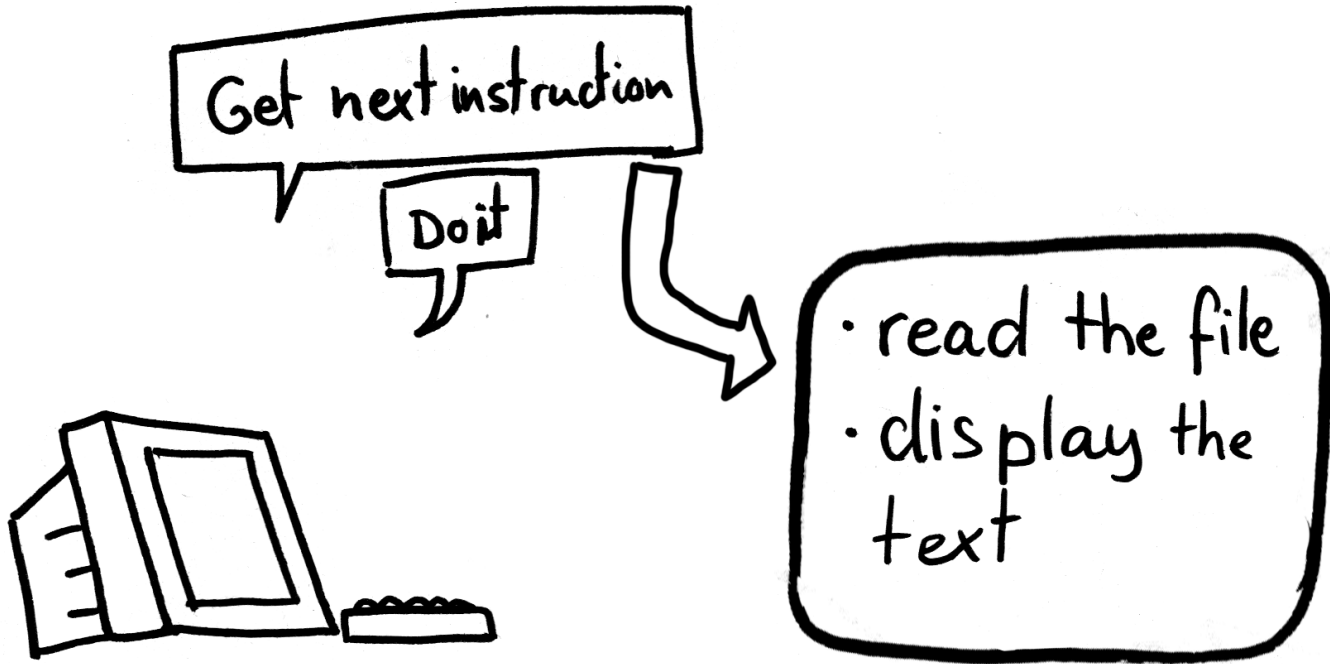 Get next instruction
Do it
· read the file
· display the
text